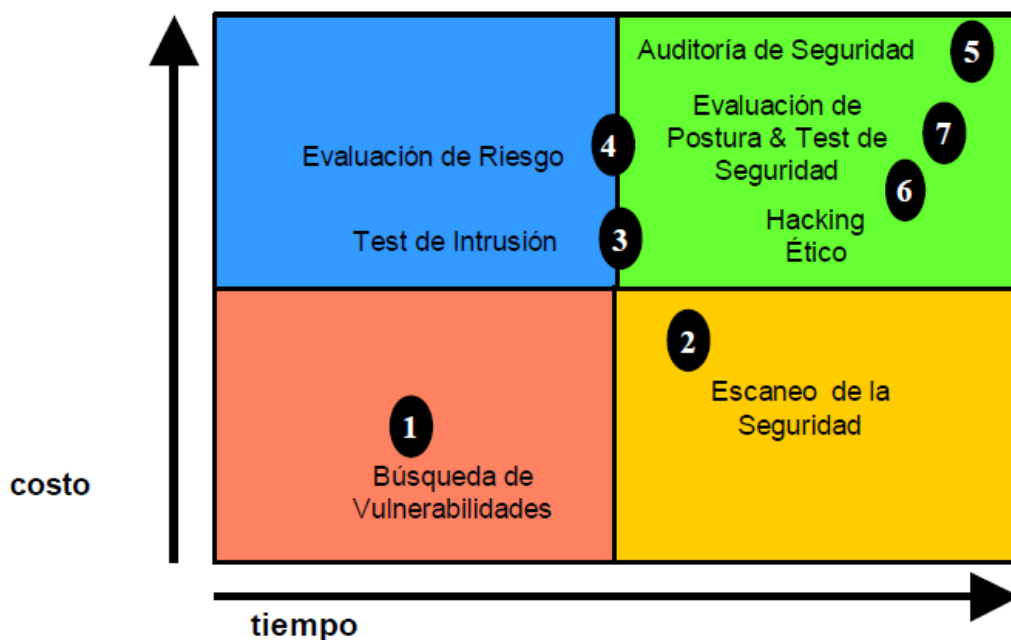 Auditoría de Seguridad
5
Evaluación de
Postura & Test de
Seguridad
7
Evaluación de Riesgo
4
6
Test de Intrusión
3
Hacking
Ético
2
Escaneo de la
Seguridad
1
Búsqueda de
Vulnerabilidades
costo
tiempo